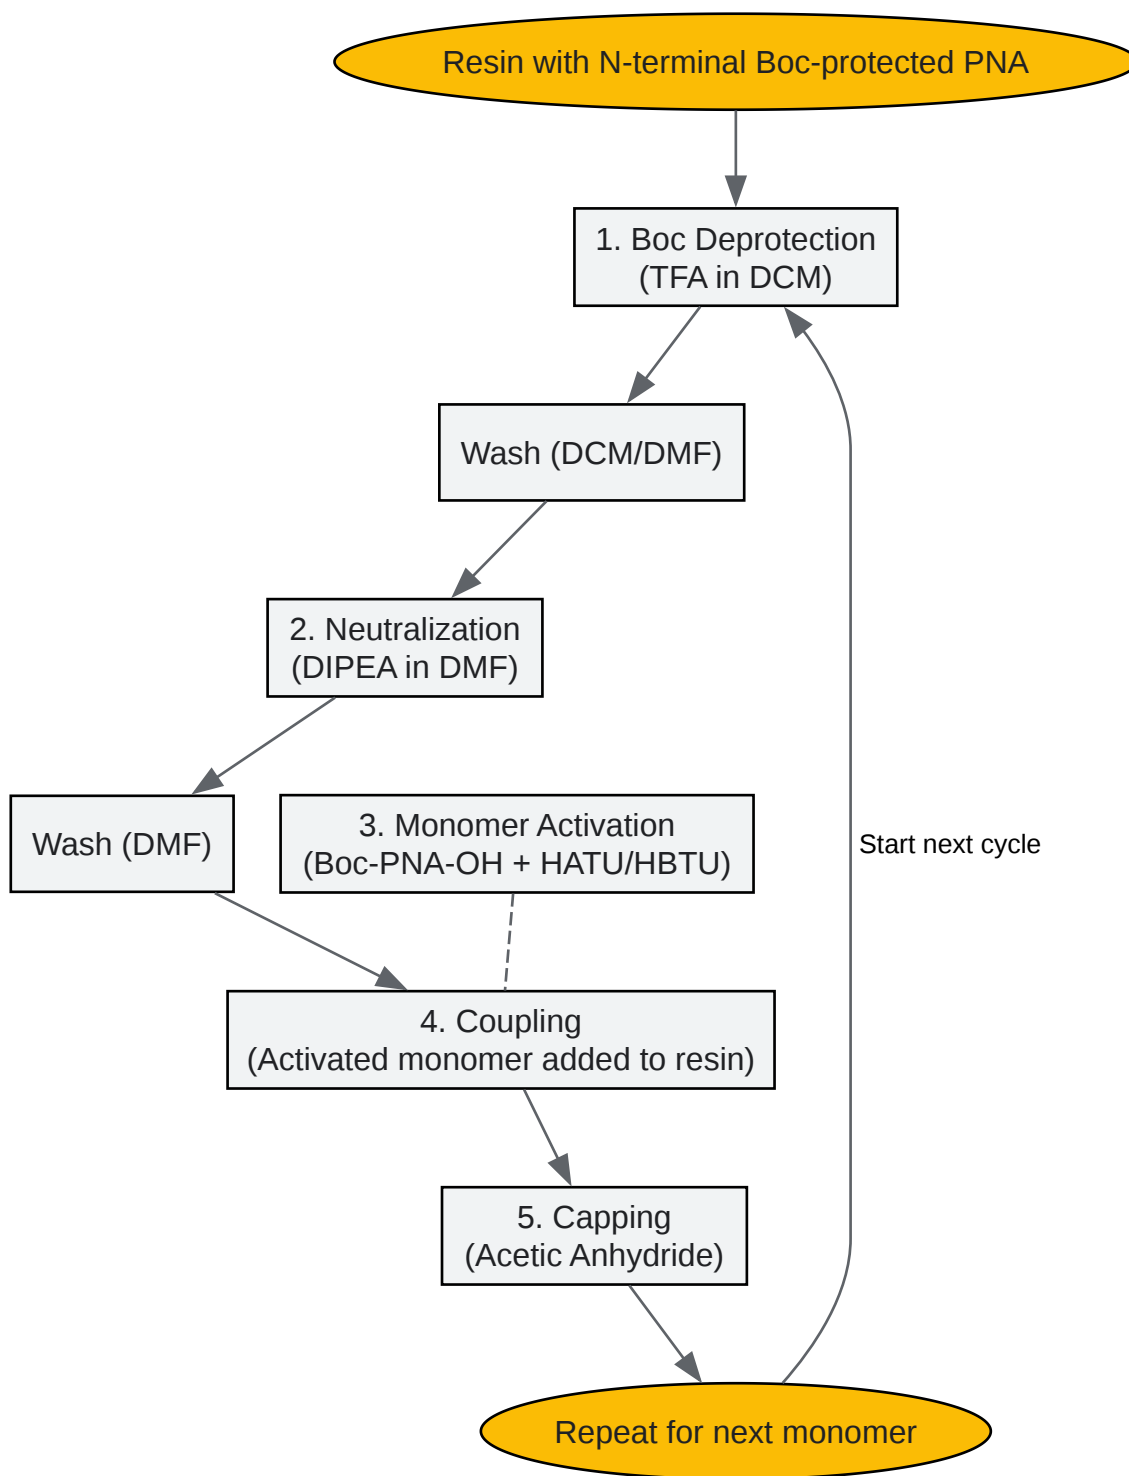 Resin with N-terminal Boc-protected PNA
1. Boc Deprotection
(TFA in DCM)
Wash (DCM/DMF)
2. Neutralization
(DIPEA in DMF)
Wash (DMF)
3. Monomer Activation
(Boc-PNA-OH + HATU/HBTU)
Start next cycle
4. Coupling
(Activated monomer added to resin)
5. Capping
(Acetic Anhydride)
Repeat for next monomer